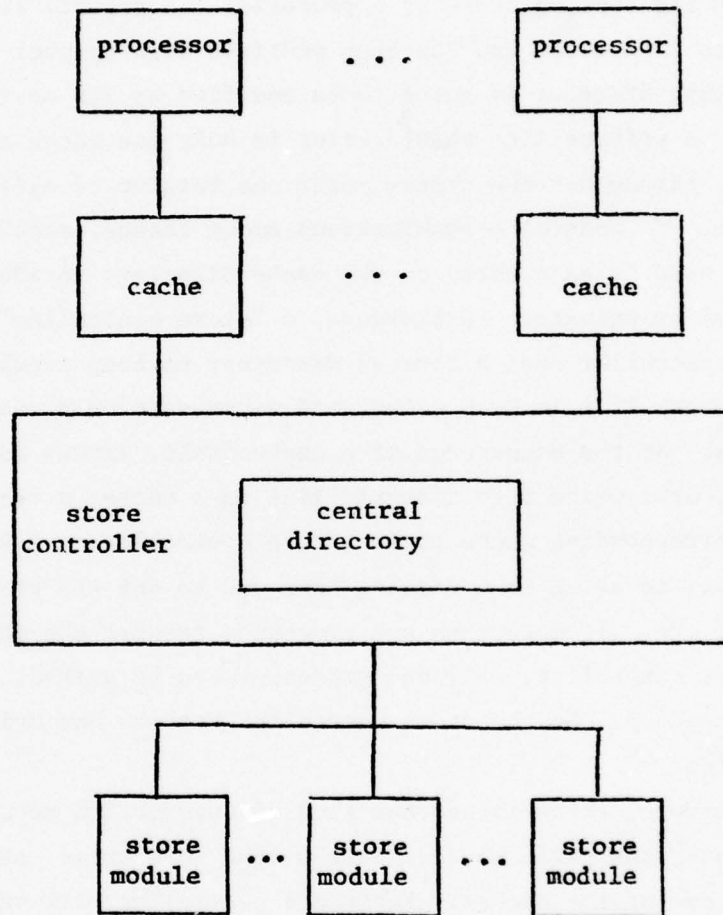 processor
....
processor
cache
...
cache
store
controller
central
directory
store
module
...
store
module
...
store
module